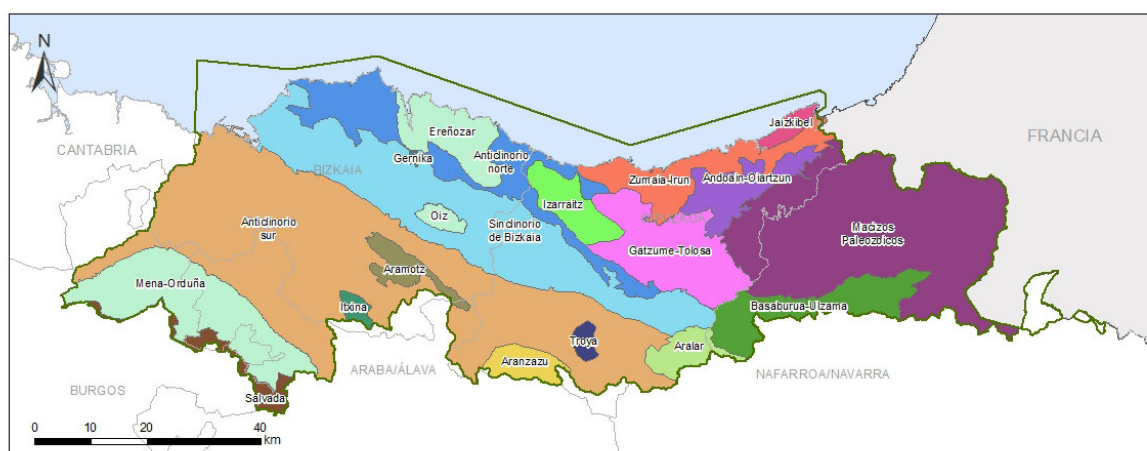 N
CANTABRIA
FRANCIA
Jaizkibel
Ereñozar
Gernika
Anticlinorio
norte
BIZKAIA
Zumaia-Irun
Andoain-Oiartzun
Izarraitz
Oiz
Anticlinorio
sur
Sinclinorio
de Bizkaia
Gatzume-Tolosa
Macizos
Paleozoicos
Aramotz
Mena-Orduña
Itxina
Basaburua-Ulzama
Troya
Aralar
Aranzazu
ARABA/ÁLAVA
NAFARROA/NAVARRA
BURGOS
Salvada
0 10 20 40
km